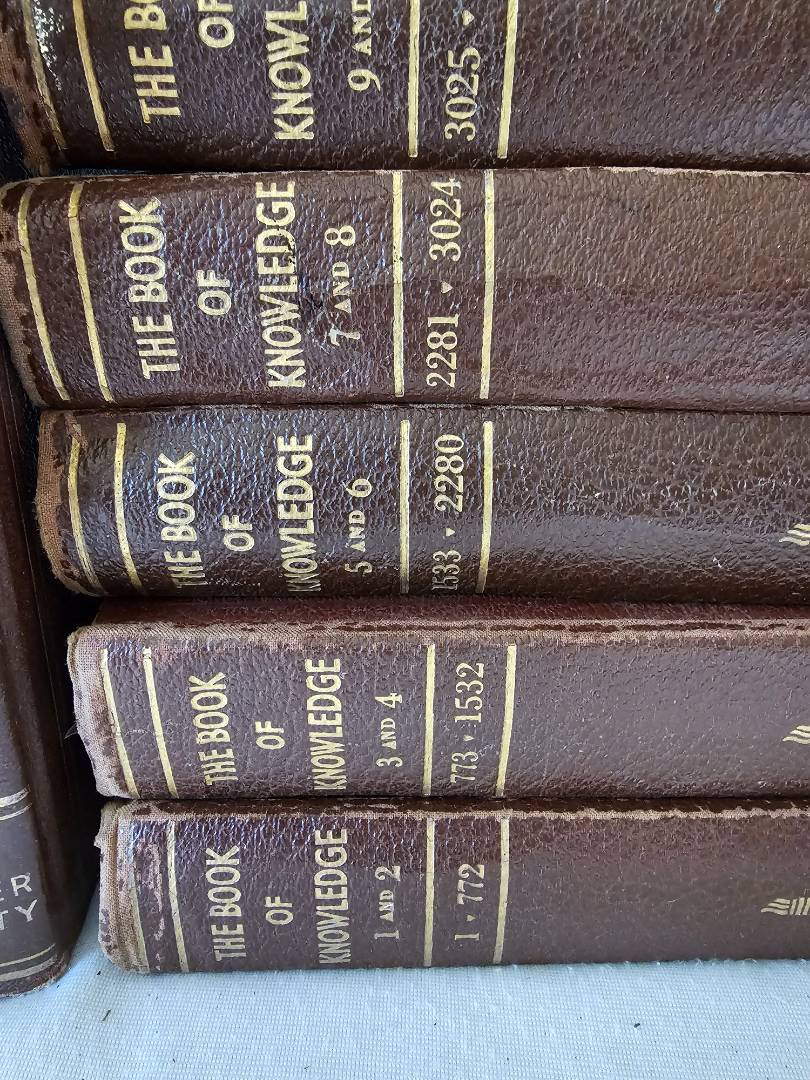 THE BO
OF
KNOWL
9 AND
3025 ▾
THE BOOK
OF
KNOWLEDGE
7 AND 8
2281 ▾ 3024
THE BOOK
OF
KNOWLEDGE
5 AND 6
1533 ▾ 2280
THE BOOK
OF
KNOWLEDGE
3 AND 4
773 ▾ 1532
THE BOOK
OF
KNOWLEDGE
1 AND 2
1 ▾ 772
ER
TY